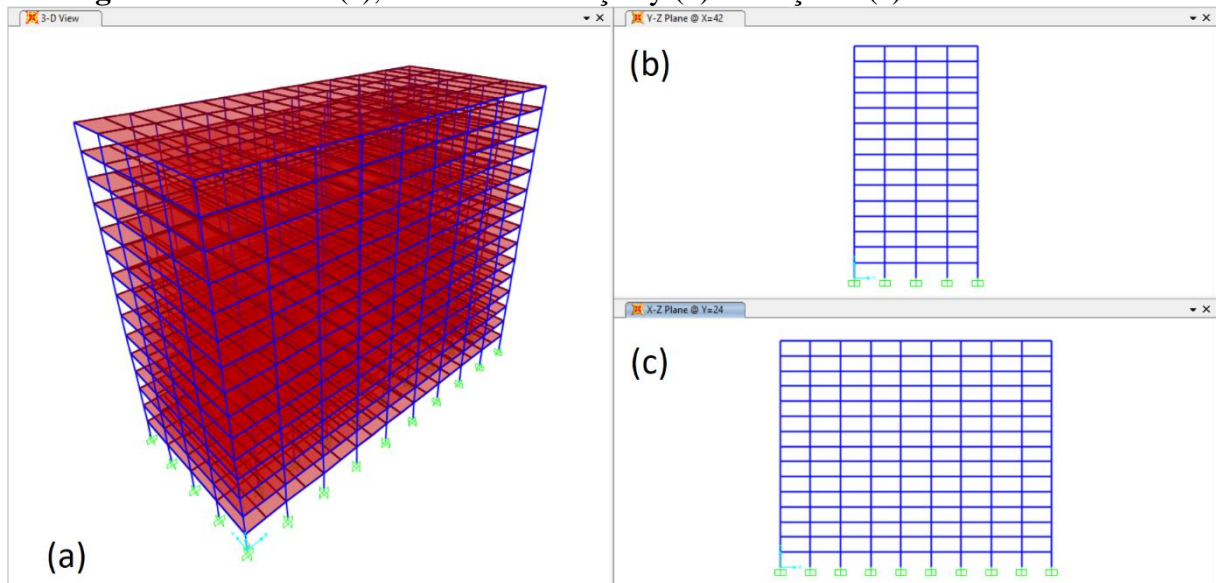 3-D View
(a)
Y-Z Plane @ X=42
(b)
X-Z Plane @ Y=24
(c)